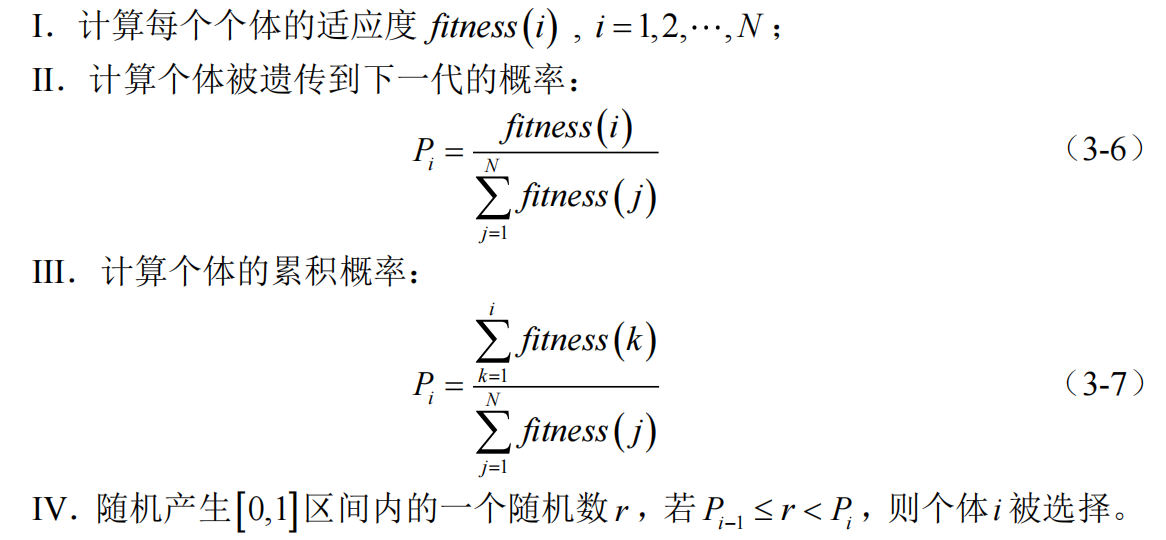 I. 计算每个个体的适应度 fitness(i) , i=1,2,⋯,N；
II. 计算个体被遗传到下一代的概率：
P_i = \frac{fitness(i)}{\sum_{j=1}^{N} fitness(j)} （3-6）
III. 计算个体的累积概率：
P_i = \frac{\sum_{k=1}^{i} fitness(k)}{\sum_{j=1}^{N} fitness(j)} （3-7）
IV. 随机产生[0,1]区间内的一个随机数 r，若 P_{i-1} ≤ r < P_i，则个体 i 被选择。